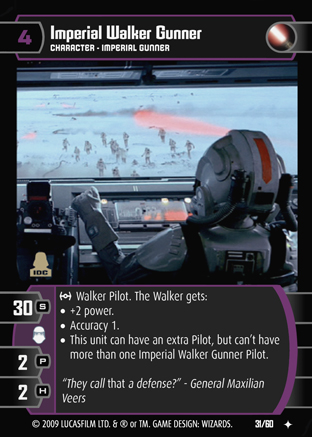 4
Imperial Walker Gunner
CHARACTER - IMPERIAL GUNNER
IDC
30 S
2 P
2 H
Walker Pilot. The Walker gets:
• +2 power.
• Accuracy 1.
• This unit can have an extra Pilot, but can't have
more than one Imperial Walker Gunner Pilot.
"They call that a defense?" - General Maximilian
Veers
© 2009 LUCASFILM LTD. & ® OR TM. GAME DESIGN: WIZARDS. 31/60